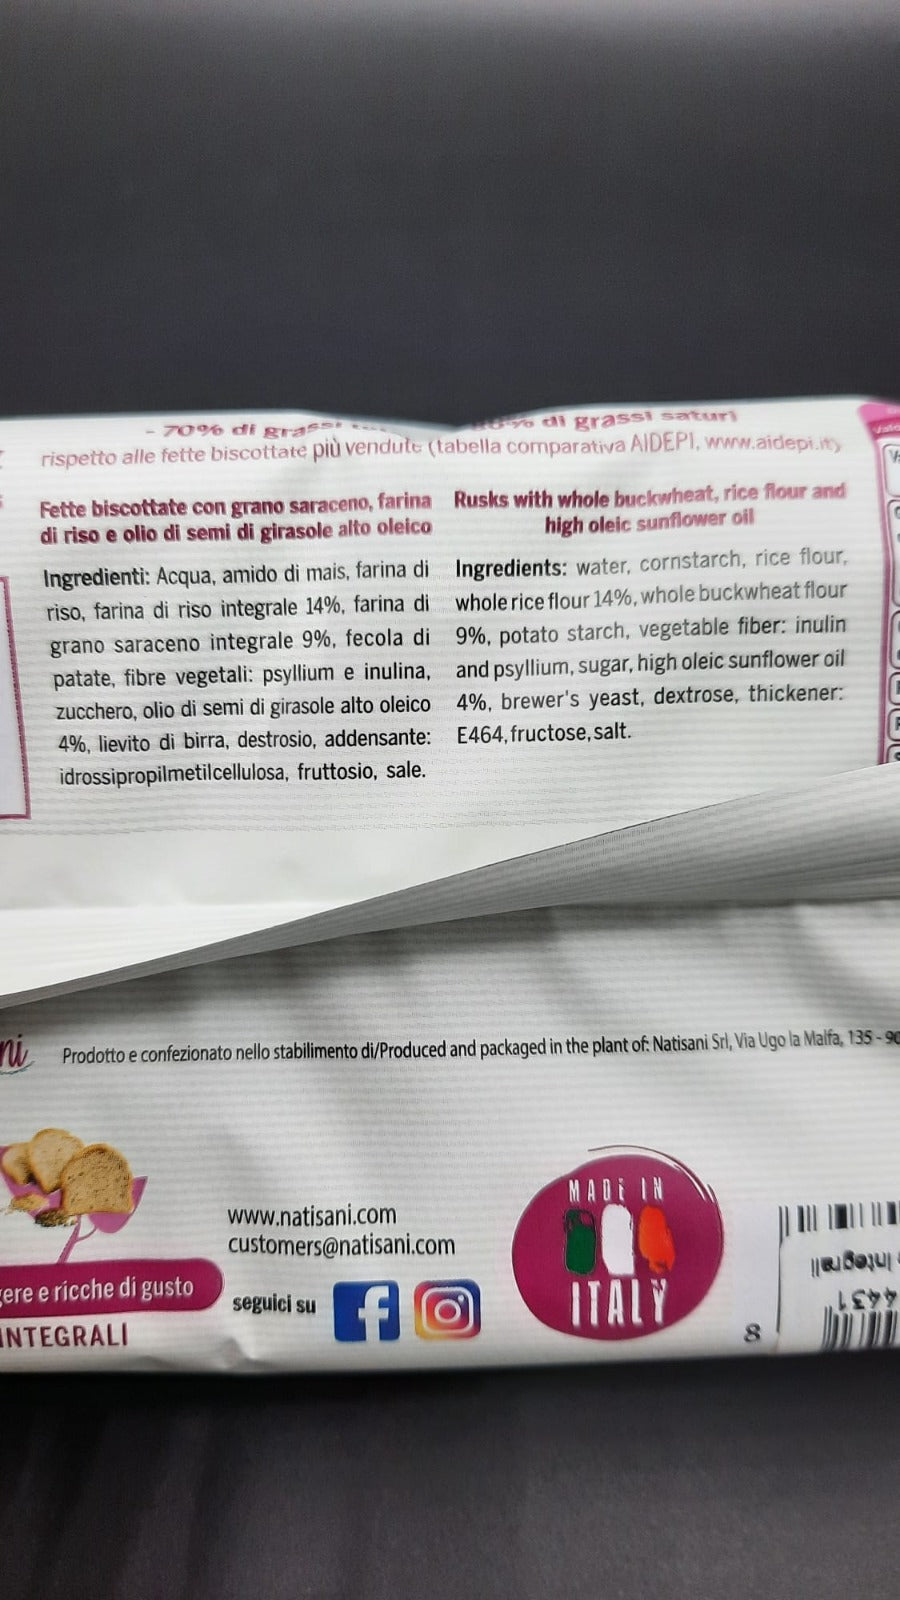 - 70% di grassi
% di grassi saturi
rispetto alle fette biscottate più vendute (tabella comparativa AIDEPI, www.aidepi.it)
Fette biscottate con grano saraceno, farina
di riso e olio di semi di girasole alto oleico
Ingredienti: Acqua, amido di mais, farina di
riso, farina di riso integrale 14%, farina di
grano saraceno integrale 9%, fecola di
patate, fibre vegetali: psyllium e inulina,
zucchero, olio di semi di girasole alto oleico
4%, lievito di birra, destrosio, addensante:
idrossipropilmetilcellulosa, fruttosio, sale.
Rusks with whole buckwheat, rice flour and
high oleic sunflower oil
Ingredients: water, cornstarch, rice flour,
whole rice flour 14%, whole buckwheat flour
9%, potato starch, vegetable fiber: inulin
and psyllium, sugar, high oleic sunflower oil
4%, brewer's yeast, dextrose, thickener:
E464, fructose, salt.
ni
Prodotto e confezionato nello stabilimento di/Produced and packaged in the plant of: Natisani Srl, Via Ugo la Malfa, 135 - 90
gere e ricche di gusto
INTEGRALI
www.natisani.com
customers@natisani.com
seguici su
MADE IN
ITALY
8
Integrali
4431